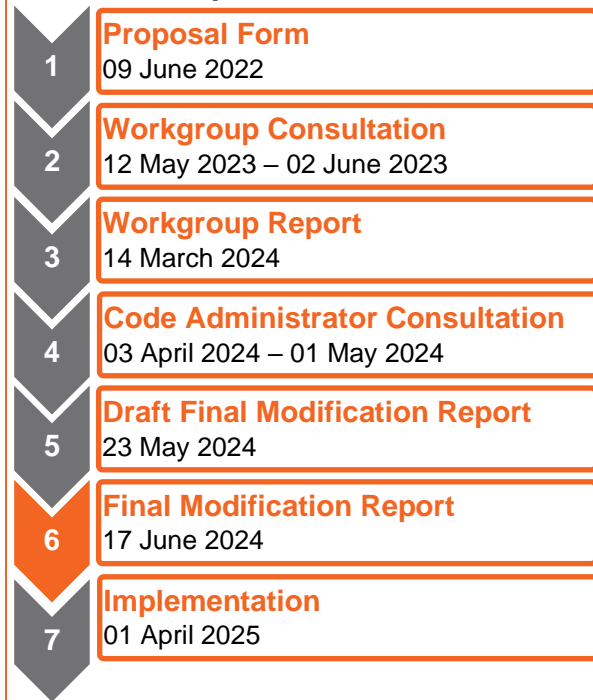 1
Proposal Form
09 June 2022
2
Workgroup Consultation
12 May 2023 – 02 June 2023
3
Workgroup Report
14 March 2024
4
Code Administrator Consultation
03 April 2024 – 01 May 2024
5
Draft Final Modification Report
23 May 2024
6
Final Modification Report
17 June 2024
7
Implementation
01 April 2025